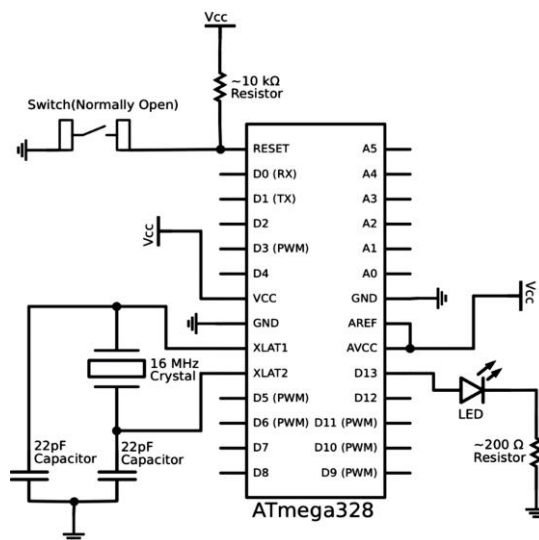 Vcc
~10 kΩ
Resistor
Switch(Normally Open)
RESET
D0 (RX)
D1 (TX)
D2
D3 (PWM)
D4
VCC
GND
XLAT1
XLAT2
D5 (PWM)
D6 (PWM)
D7
D8
A5
A4
A3
A2
A1
A0
GND
AREF
AVCC
D13
D12
D11 (PWM)
D10 (PWM)
D9 (PWM)
Vcc
Vcc
16 MHz
Crystal
LED
22pF
Capacitor
22pF
Capacitor
~200 Ω
Resistor
ATmega328